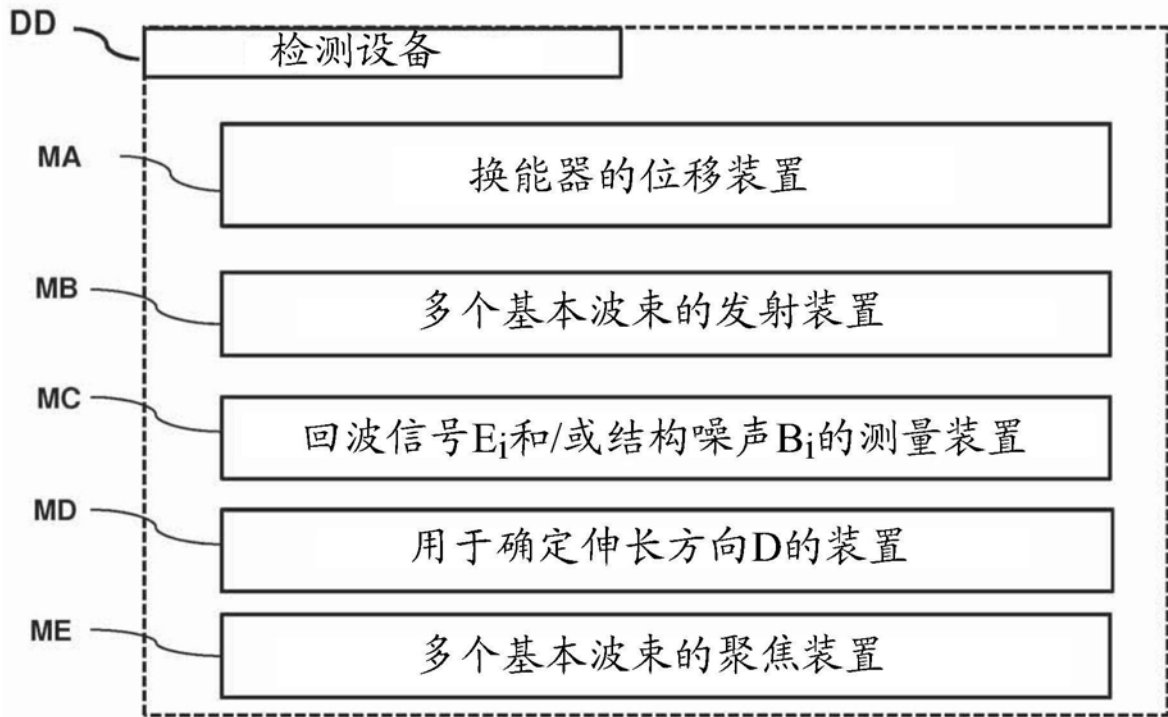 DD
检测设备
MA
换能器的位移装置
MB
多个基本波束的发射装置
MC
回波信号Ei和/或结构噪声Bi的测量装置
MD
用于确定伸长方向D的装置
ME
多个基本波束的聚焦装置